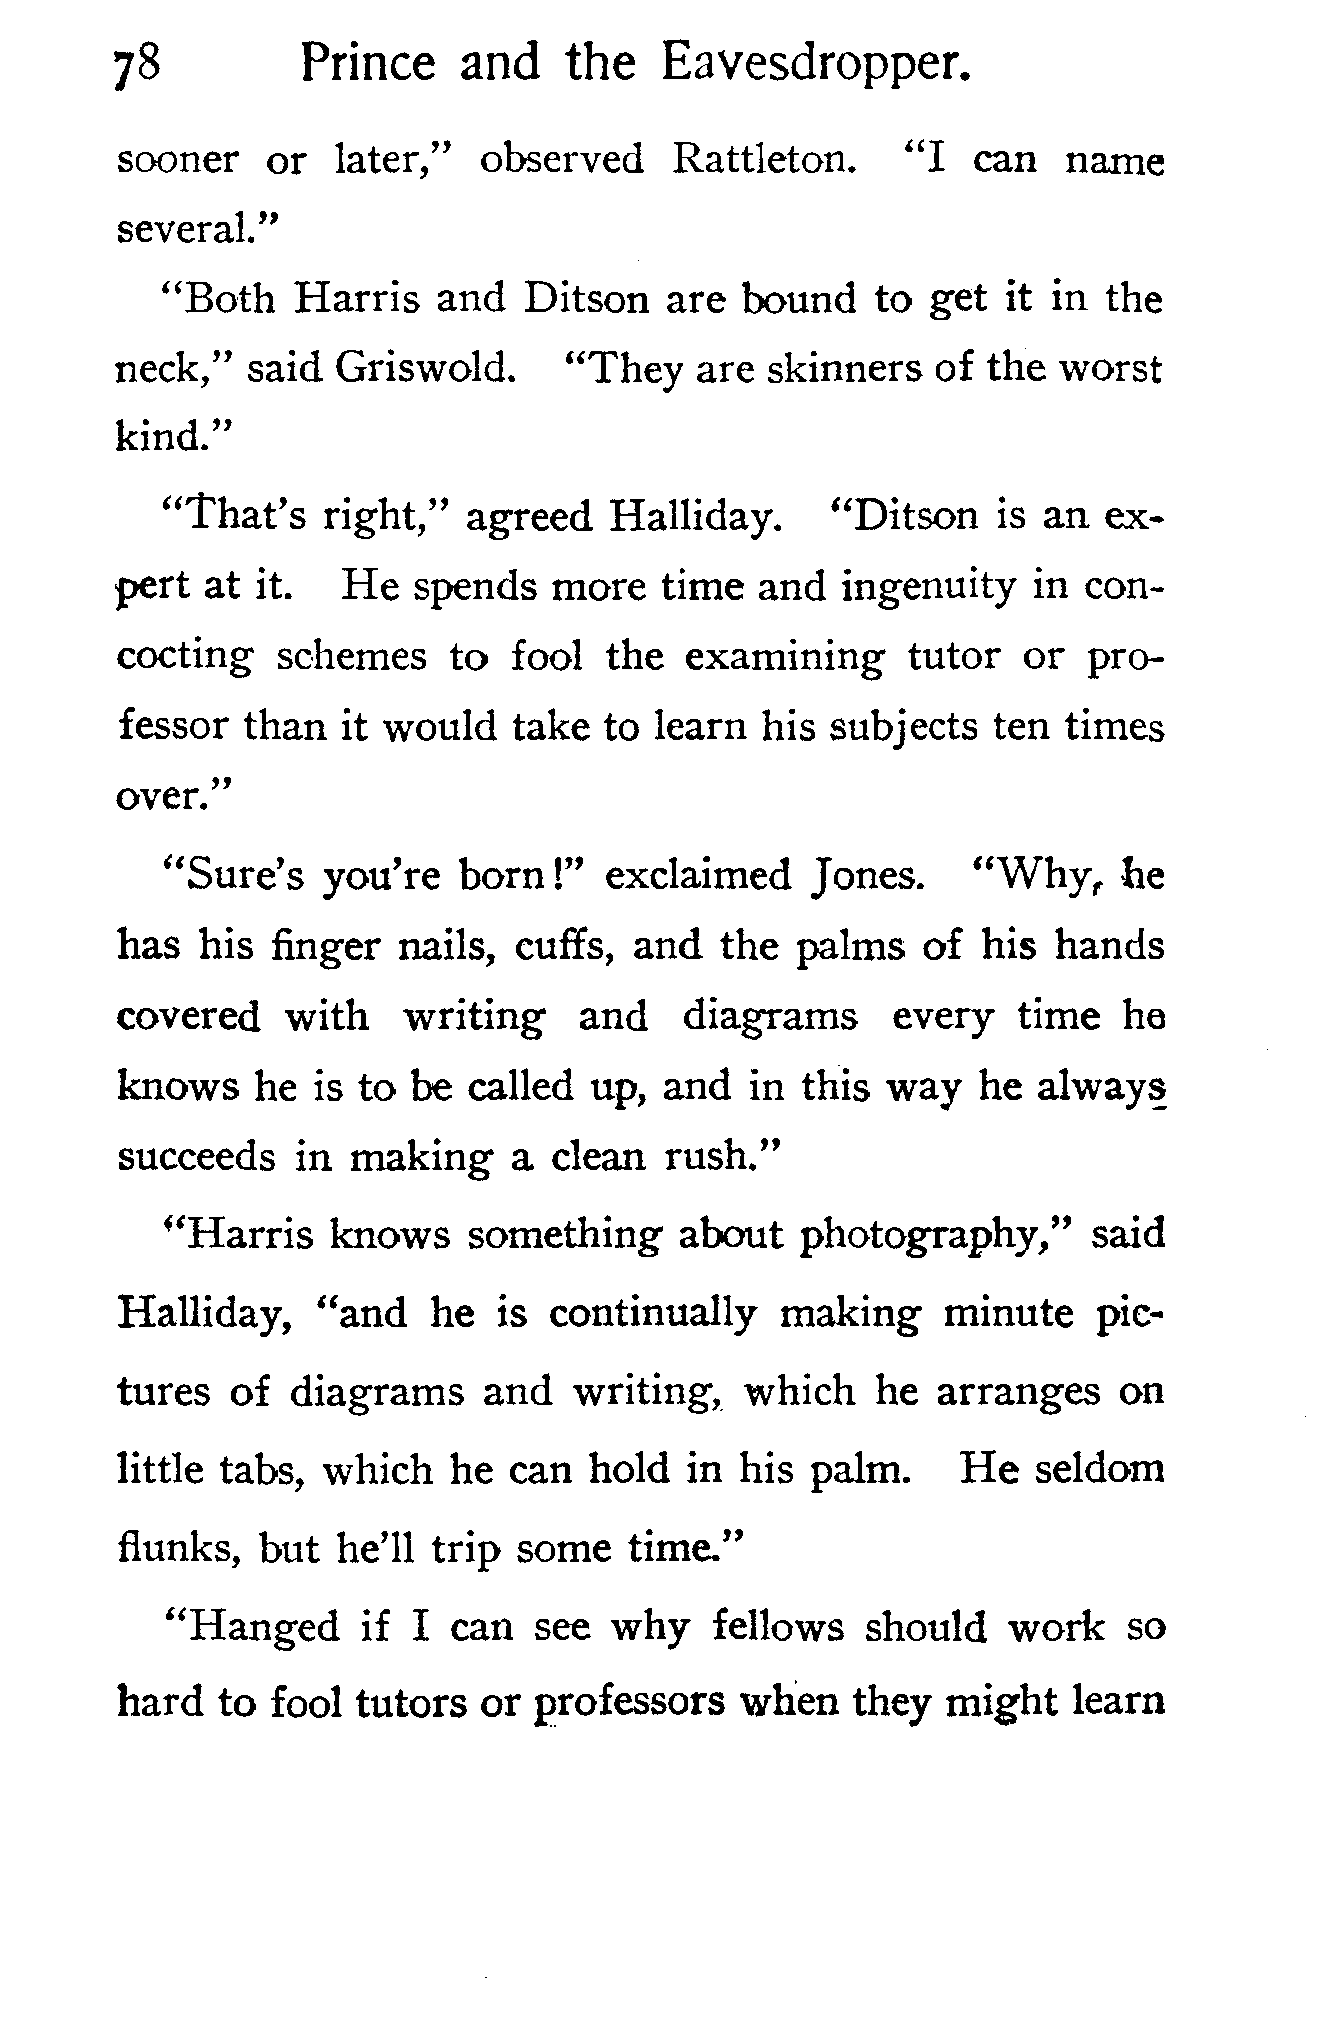 78 Prince and the Eavesdropper.
sooner or later,” observed Rattleton. “I can name
several.”
“Both Harris and Ditson are bound to get it in the
neck,” said Griswold. “They are skinners of the worst
kind.”
“That’s right,” agreed Halliday. “Ditson is an ex-
pert at it. He spends more time and ingenuity in con-
cocting schemes to fool the examining tutor or pro-
fessor than it would take to learn his subjects ten times
over.”
“Sure’s you’re born!” exclaimed Jones. “Why, he
has his finger nails, cuffs, and the palms of his hands
covered with writing and diagrams every time he
knows he is to be called up, and in this way he always
succeeds in making a clean rush.”
“Harris knows something about photography,” said
Halliday, “and he is continually making minute pic-
tures of diagrams and writing, which he arranges on
little tabs, which he can hold in his palm. He seldom
flunks, but he’ll trip some time.”
“Hanged if I can see why fellows should work so
hard to fool tutors or professors when they might learn